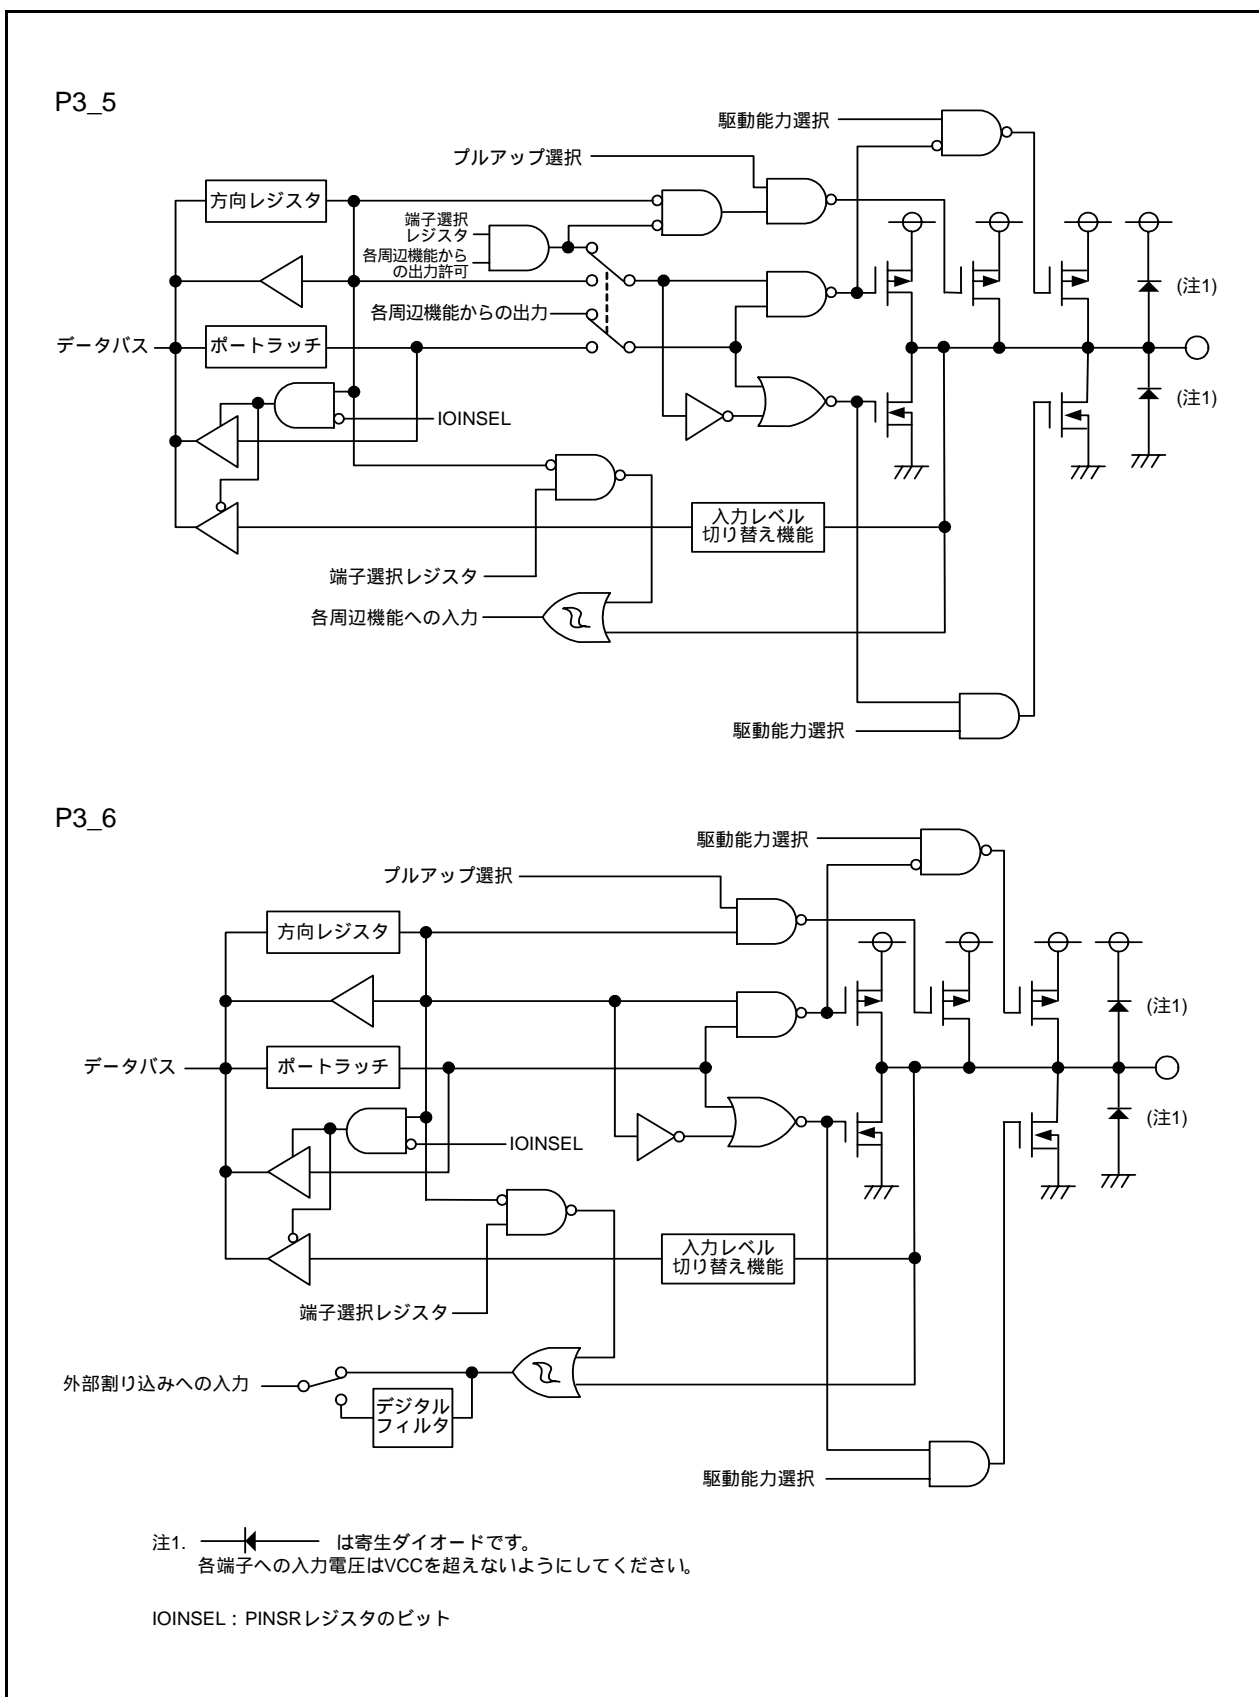 P3_5
駆動能力選択
プルアップ選択
方向レジスタ
端子選択
レジスタ
各周辺機能から
の出力許可
(注1)
各周辺機能からの出力
データバス
ポートラッチ
(注1)
IOINSEL
入力レベル
切り替え機能
端子選択レジスタ
各周辺機能への入力
駆動能力選択
P3_6
駆動能力選択
プルアップ選択
方向レジスタ
(注1)
データバス
ポートラッチ
(注1)
IOINSEL
入力レベル
切り替え機能
端子選択レジスタ
外部割り込みへの入力
デジタル
フィルタ
駆動能力選択
注1. は寄生ダイオードです。
各端子への入力電圧はVCCを超えないようにしてください。
IOINSEL : PINSRレジスタのビット